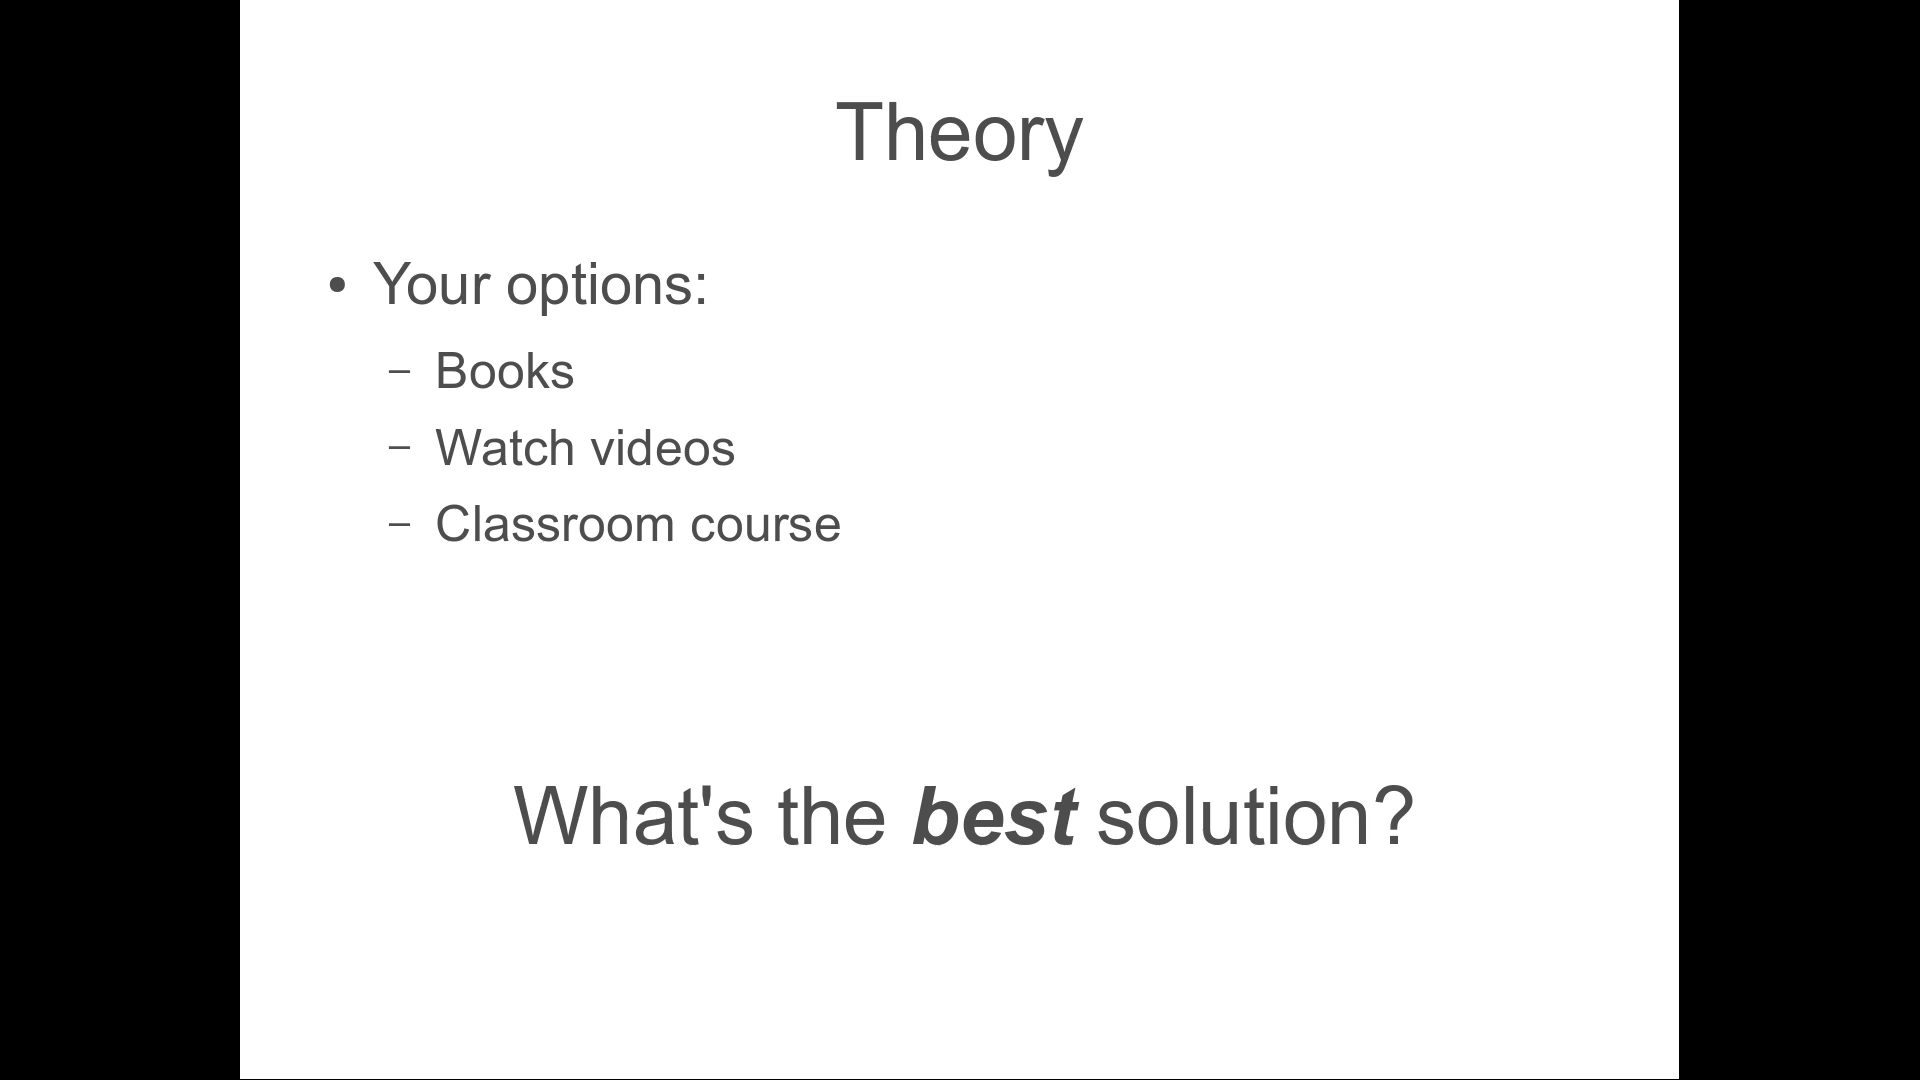 Theory
• Your options:
– Books
– Watch videos
– Classroom course
What's the best solution?